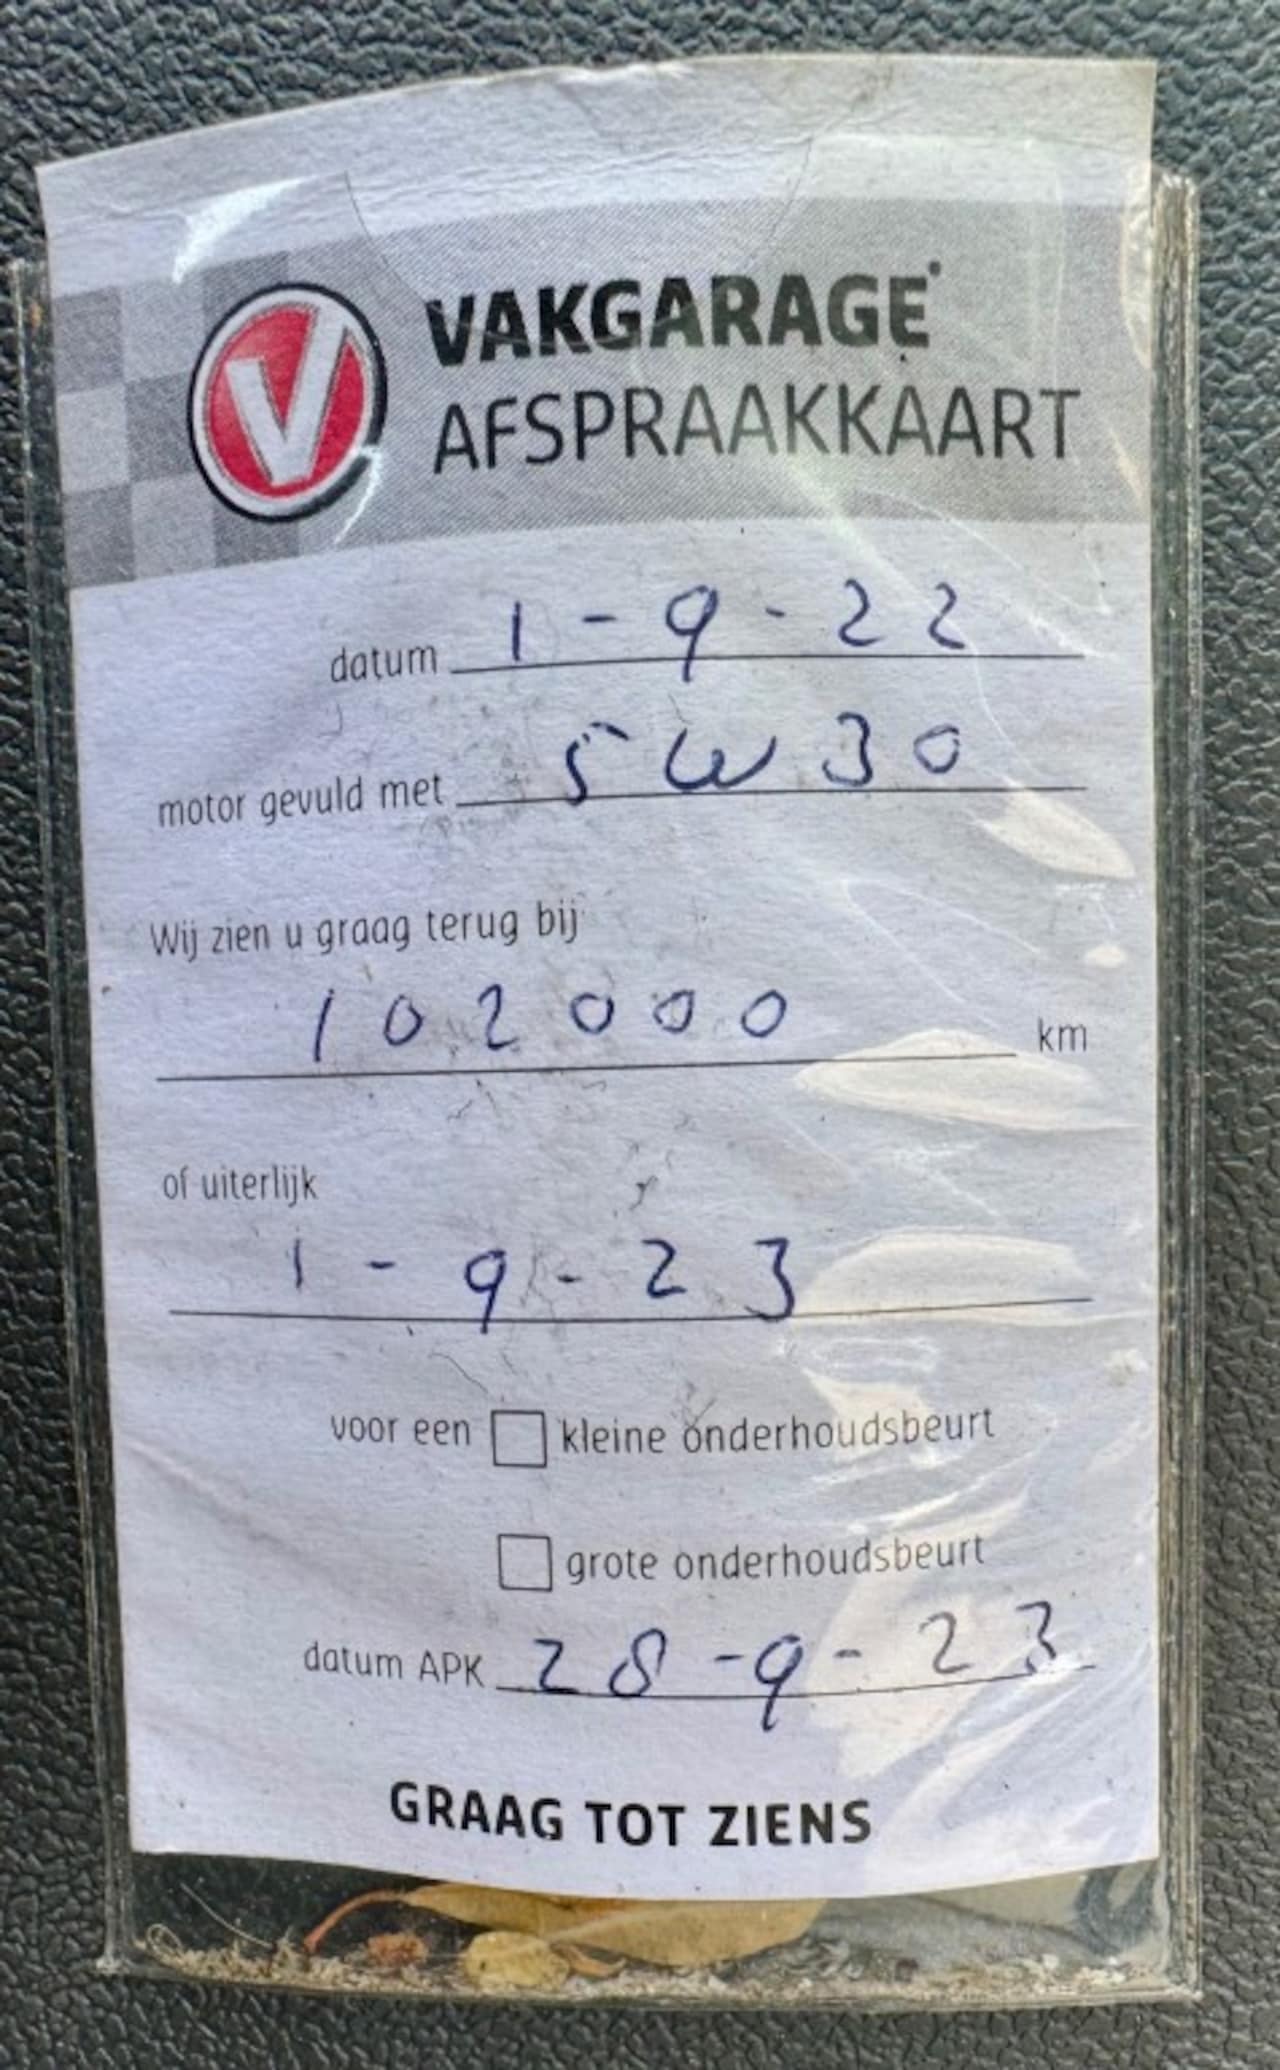 V VAKGARAGE
AFSPRAAKKAART
datum 1-9-22
motor gevuld met 5W30
Wij zien u graag terug bij
102000 km
of uiterlijk
1-9-23
voor een kleine onderhoudsbeurt
grote onderhoudsbeurt
datum APK 28-9-23
GRAAG TOT ZIENS